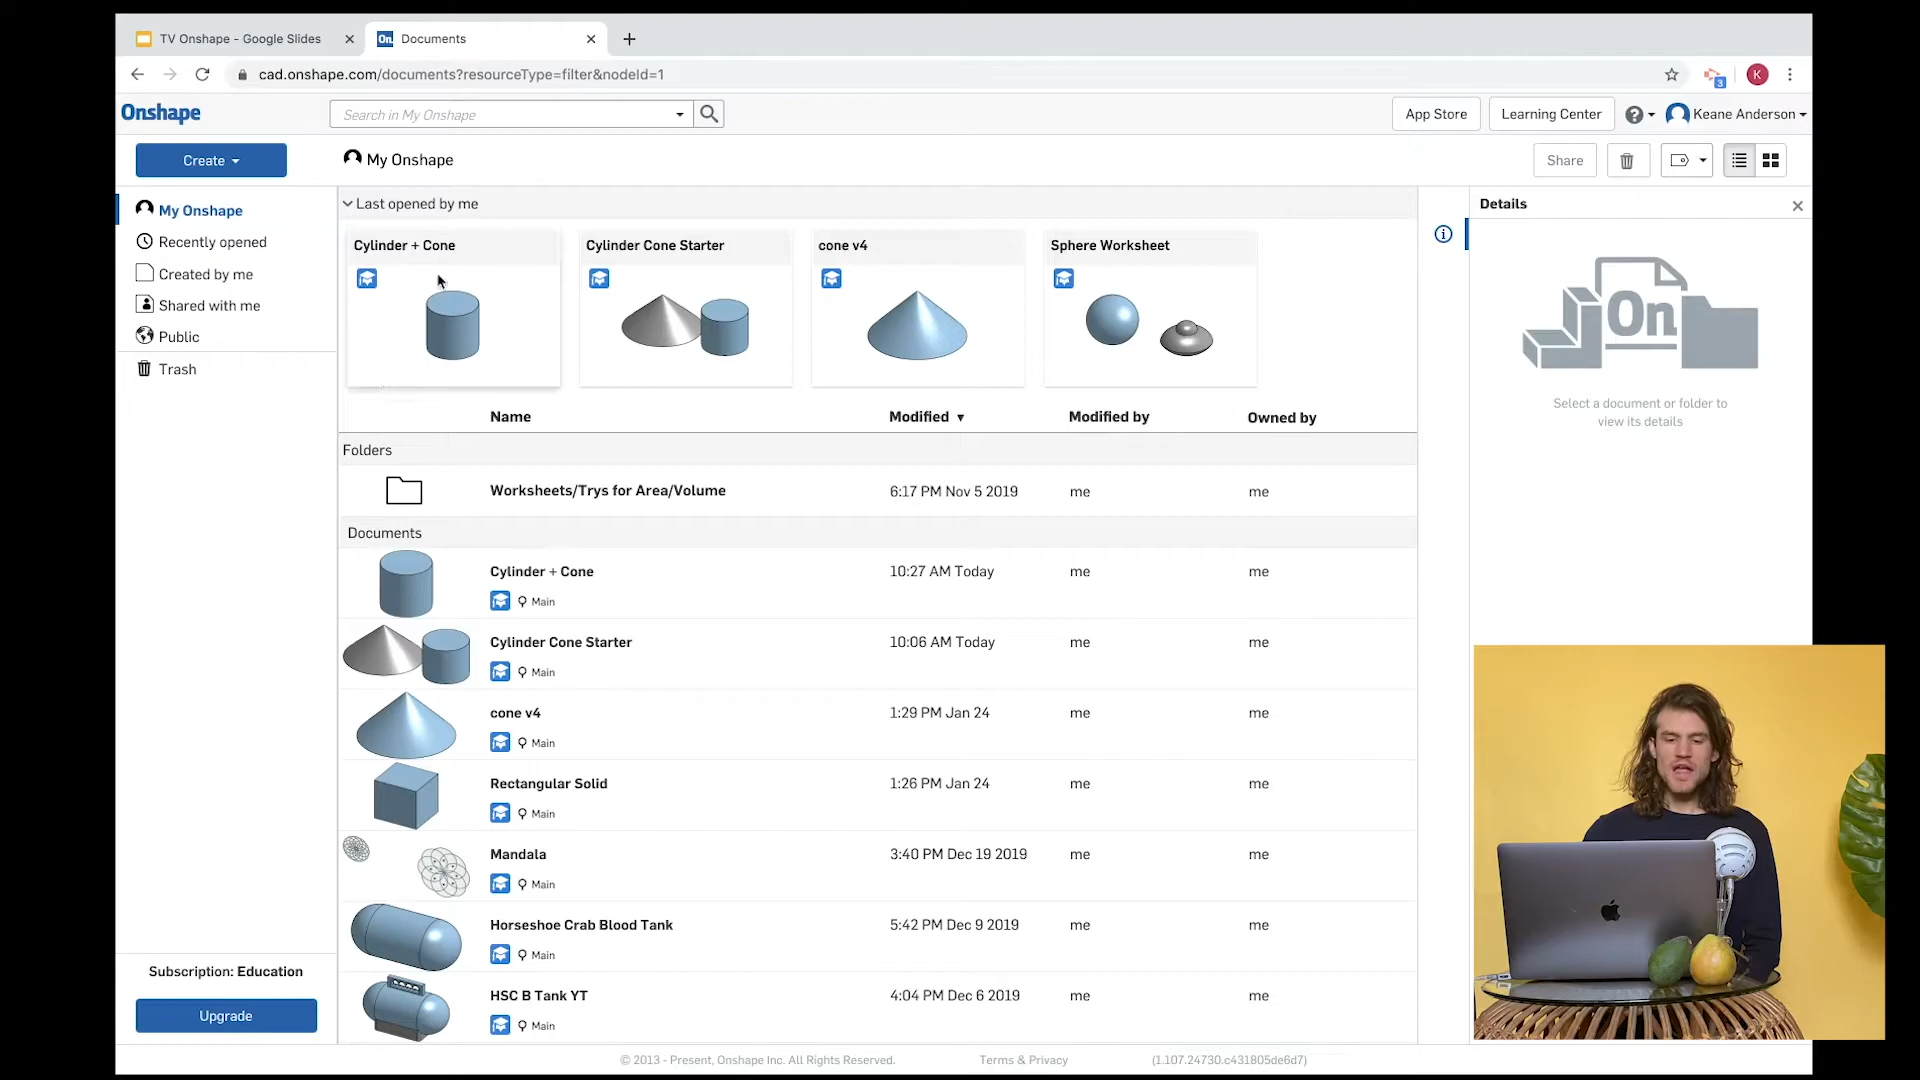 TV Onshape - Google Slides
On
Documents
cad.onshape.com/documents?resourceType=filter&nodeId=1
3
K
Onshape
Search in My Onshape
App Store
Learning Center
?
Keane Anderson
Create
My Onshape
Share
My Onshape
Recently opened
Created by me
Shared with me
Public
Trash
Last opened by me
Cylinder + Cone
Cylinder Cone Starter
cone v4
Sphere Worksheet
Name
Modified ▼
Modified by
Owned by
Folders
Worksheets/Trys for Area/Volume
6:17 PM Nov 5 2019
me
me
Documents
Cylinder + Cone
10:27 AM Today
me
me
Main
Cylinder Cone Starter
10:06 AM Today
me
me
Main
cone v4
1:29 PM Jan 24
me
me
Main
Rectangular Solid
1:26 PM Jan 24
me
me
Main
Mandala
3:40 PM Dec 19 2019
me
me
Main
Horseshoe Crab Blood Tank
5:42 PM Dec 9 2019
me
me
Main
HSC B Tank YT
4:04 PM Dec 6 2019
me
me
Main
Details
On
Select a document or folder to
view its details
Subscription: Education
Upgrade
© 2013 - Present, Onshape Inc. All Rights Reserved.
Terms & Privacy
(1.107.24730.c431805de6d7)